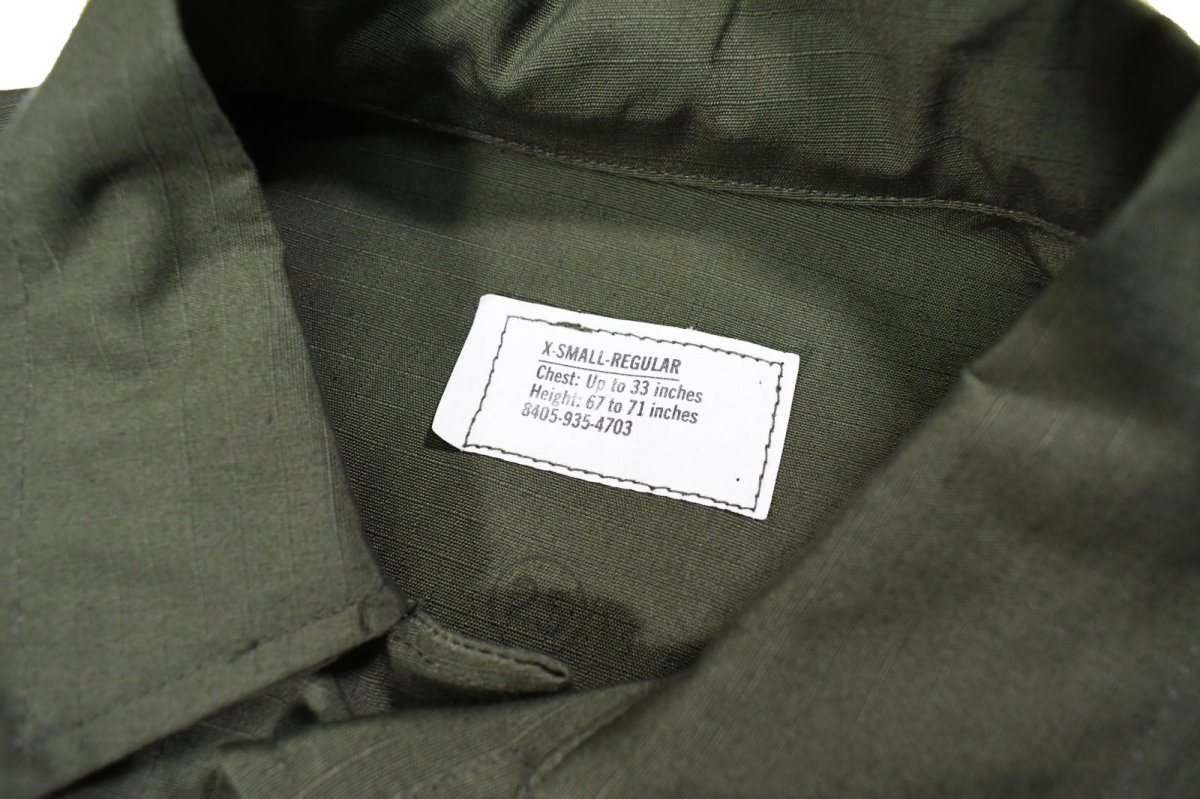 X-SMALL-REGULAR
Chest: Up to 33 inches
Height: 67 to 71 inches
8405-935-4703